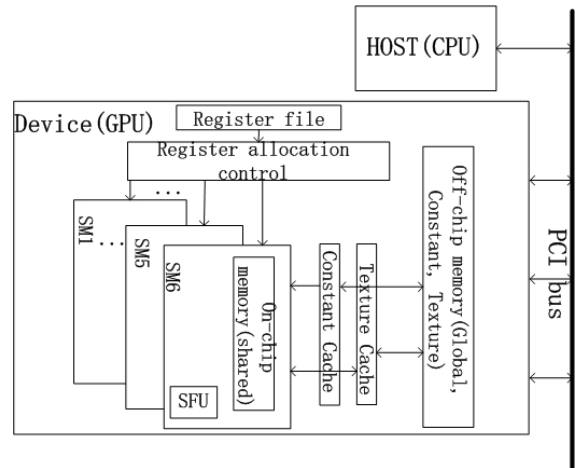 HOST(CPU)
Device(GPU)
Register file
Register allocation
control
...
SM1
...
SM5
SM6
On-chip
memory(shared)
SFU
Constant Cache
Texture Cache
Off-chip memory(Global,
Constant, Texture)
PCI bus